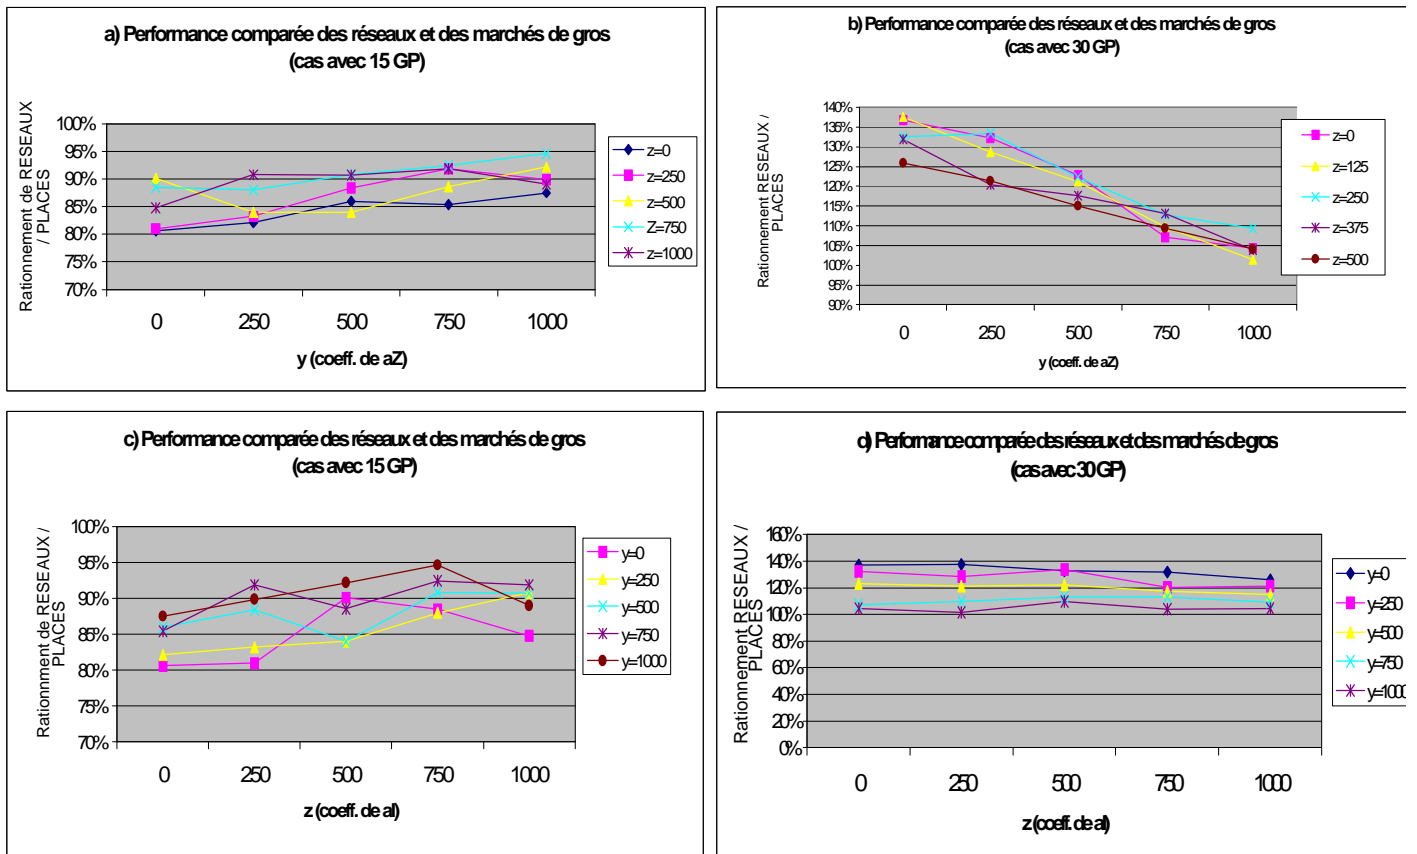 a) Performance comparée des réseaux et des marchés de gros
(cas avec 15 GP)
Rationnement de RESEAUX
/ PLACES
100%
95%
90%
85%
80%
75%
70%
0 250 500 750 1000
y (coeff. de aZ)
z=0
z=250
z=500
Z=750
z=1000
b) Performance comparée des réseaux et des marchés de gros
(cas avec 30 GP)
Rationnement RESEAUX /
PLACES
140%
135%
130%
125%
120%
115%
110%
105%
100%
95%
90%
0 250 500 750 1000
y (coeff. de aZ)
z=0
z=125
z=250
z=375
z=500
c) Performance comparée des réseaux et des marchés de gros
(cas avec 15 GP)
Rationnment de RESEAUX /
PLACES
100%
95%
90%
85%
80%
75%
70%
0 250 500 750 1000
z (coeff. de aI)
y=0
y=250
y=500
y=750
y=1000
d) Performance comparée des réseaux et des marchés de gros
(cas avec 30 GP)
Rationnement RESEAUX /
PLACES
160%
140%
120%
100%
80%
60%
40%
20%
0%
0 250 500 750 1000
z (coeff. de aI)
y=0
y=250
y=500
y=750
y=1000